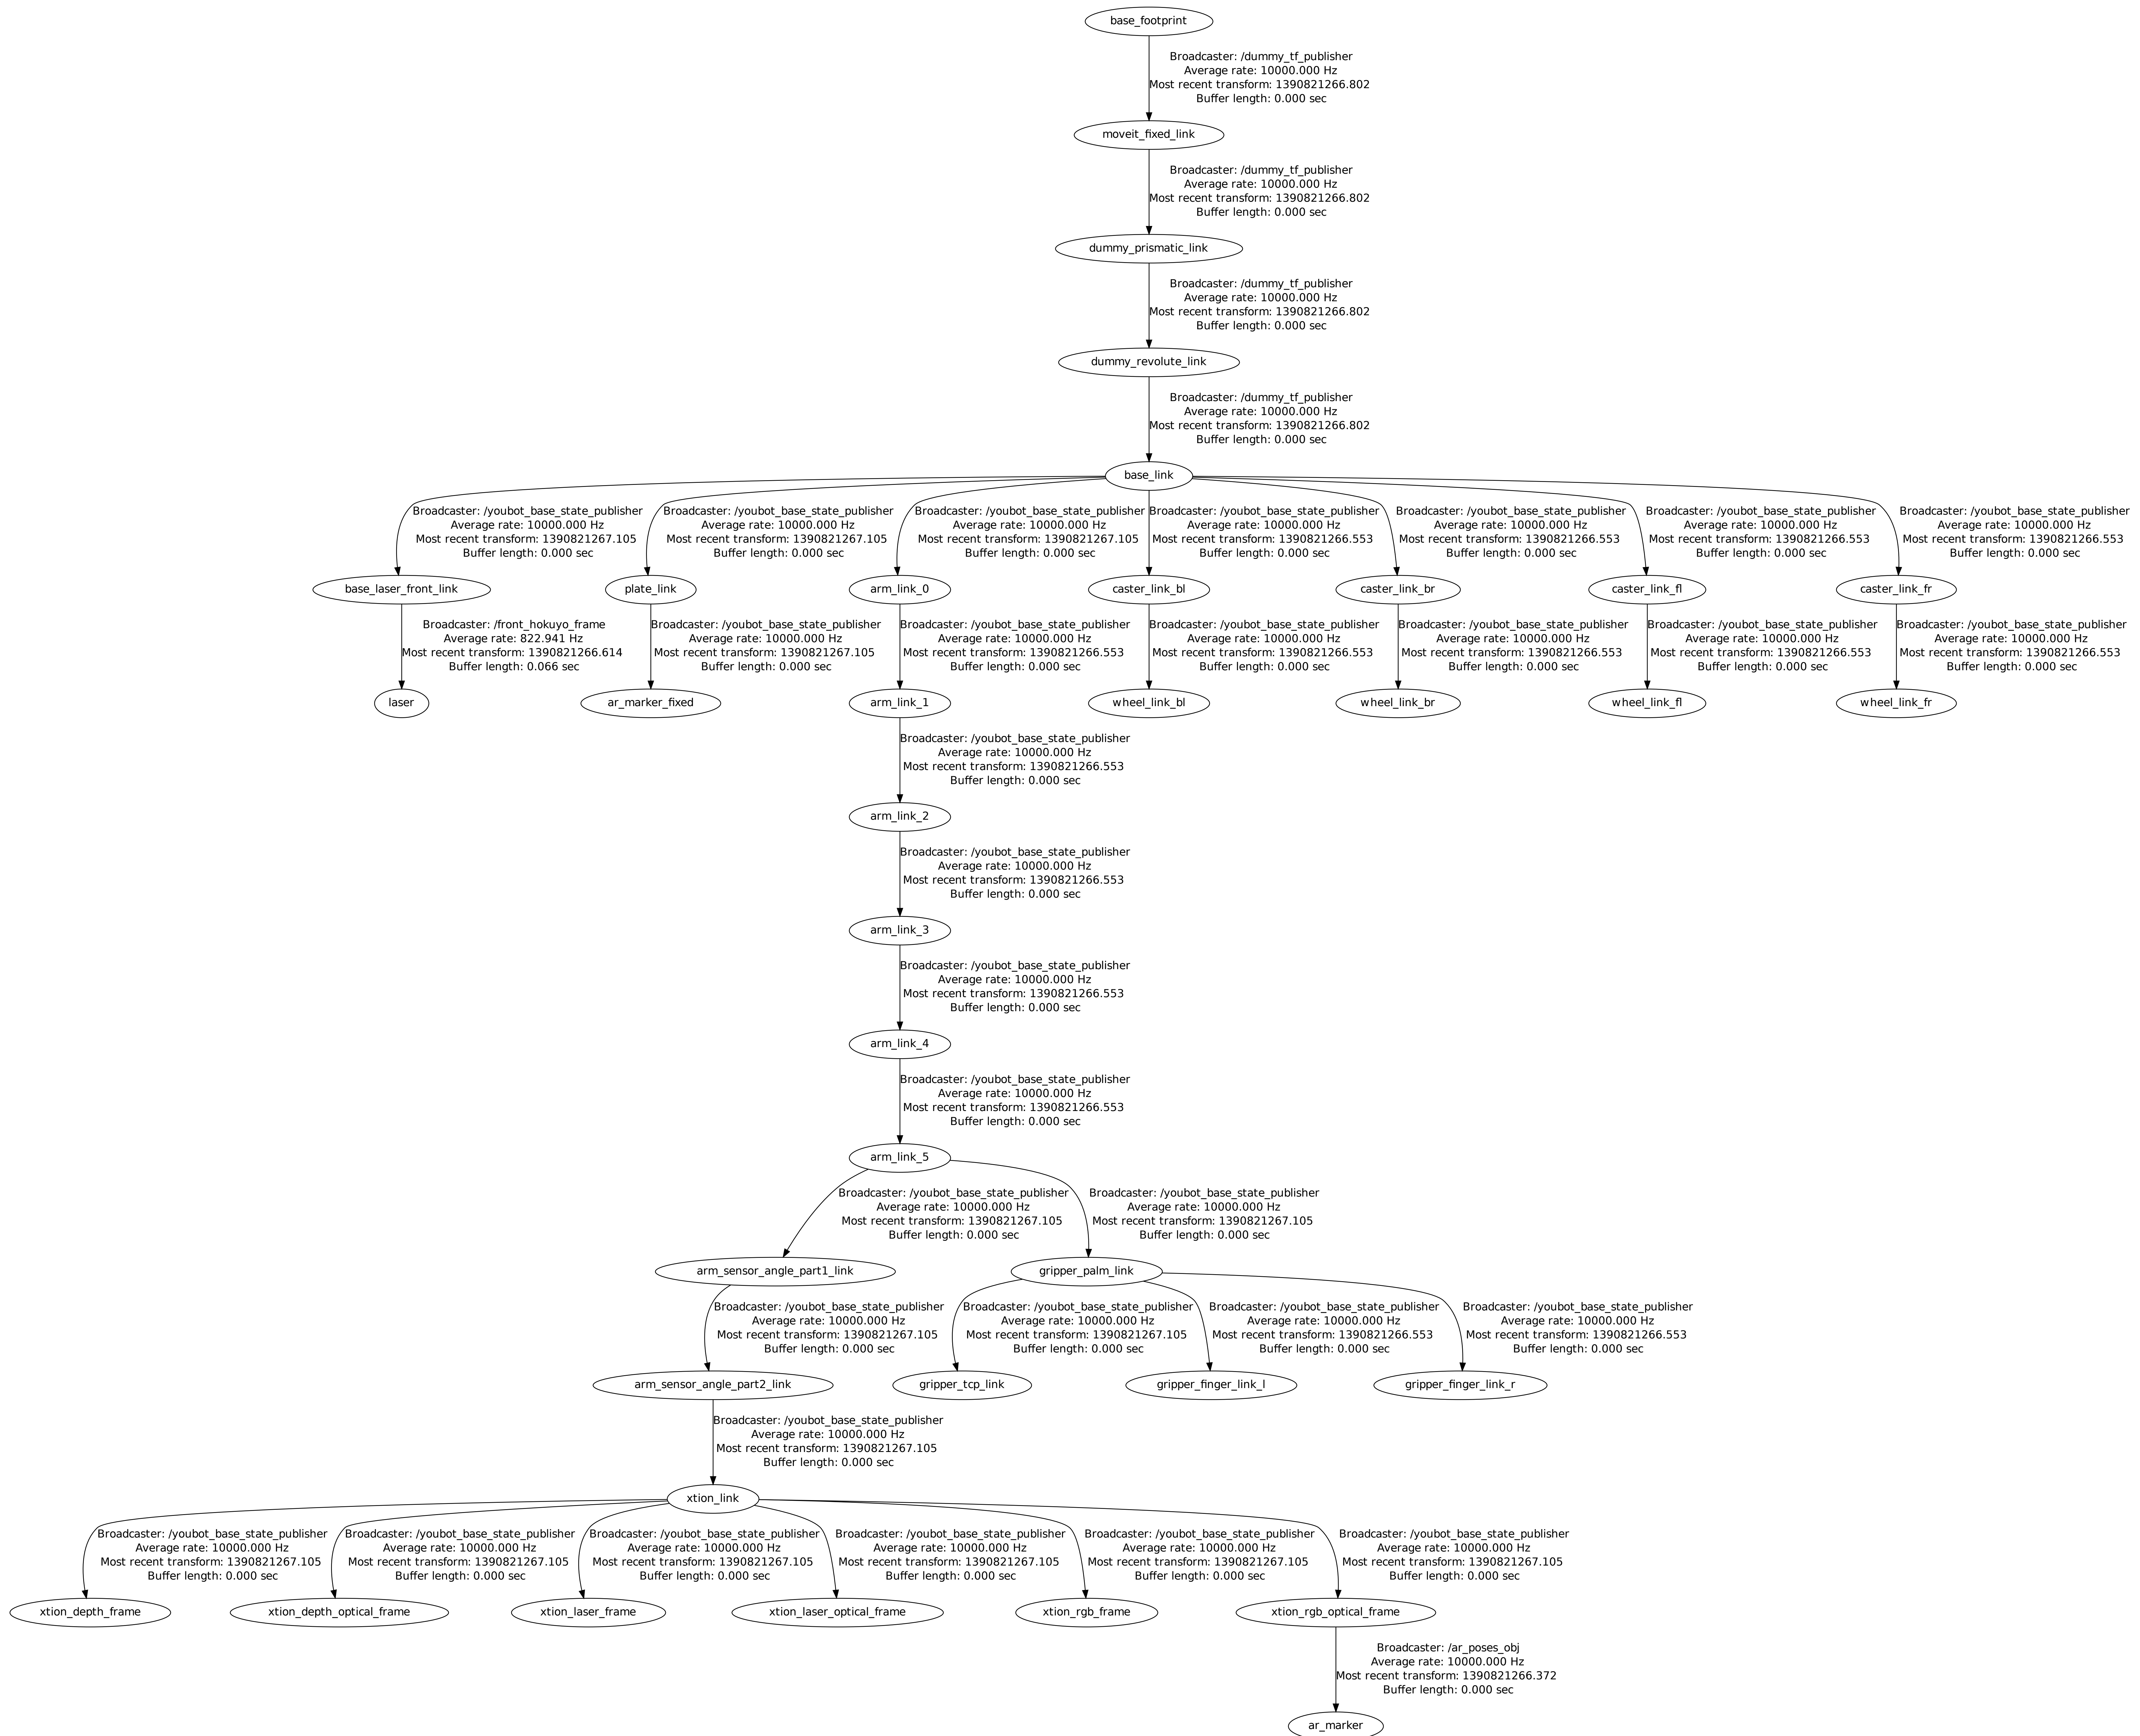 base_footprint
Broadcaster: /dummy_tf_publisher
Average rate: 10000.000 Hz
Most recent transform: 1390821266.802
Buffer length: 0.000 sec
moveit_fixed_link
Broadcaster: /dummy_tf_publisher
Average rate: 10000.000 Hz
Most recent transform: 1390821266.802
Buffer length: 0.000 sec
dummy_prismatic_link
Broadcaster: /dummy_tf_publisher
Average rate: 10000.000 Hz
Most recent transform: 1390821266.802
Buffer length: 0.000 sec
dummy_revolute_link
Broadcaster: /dummy_tf_publisher
Average rate: 10000.000 Hz
Most recent transform: 1390821266.802
Buffer length: 0.000 sec
base_link
Broadcaster: /youbot_base_state_publisher
Average rate: 10000.000 Hz
Most recent transform: 1390821267.105
Buffer length: 0.000 sec
Broadcaster: /youbot_base_state_publisher
Average rate: 10000.000 Hz
Most recent transform: 1390821267.105
Buffer length: 0.000 sec
Broadcaster: /youbot_base_state_publisher
Average rate: 10000.000 Hz
Most recent transform: 1390821267.105
Buffer length: 0.000 sec
Broadcaster: /youbot_base_state_publisher
Average rate: 10000.000 Hz
Most recent transform: 1390821266.553
Buffer length: 0.000 sec
Broadcaster: /youbot_base_state_publisher
Average rate: 10000.000 Hz
Most recent transform: 1390821266.553
Buffer length: 0.000 sec
Broadcaster: /youbot_base_state_publisher
Average rate: 10000.000 Hz
Most recent transform: 1390821266.553
Buffer length: 0.000 sec
Broadcaster: /youbot_base_state_publisher
Average rate: 10000.000 Hz
Most recent transform: 1390821266.553
Buffer length: 0.000 sec
base_laser_front_link
plate_link
arm_link_0
caster_link_bl
caster_link_br
caster_link_fl
caster_link_fr
Broadcaster: /front_hokuyo_frame
Average rate: 822.941 Hz
Most recent transform: 1390821266.614
Buffer length: 0.066 sec
Broadcaster: /youbot_base_state_publisher
Average rate: 10000.000 Hz
Most recent transform: 1390821267.105
Buffer length: 0.000 sec
Broadcaster: /youbot_base_state_publisher
Average rate: 10000.000 Hz
Most recent transform: 1390821266.553
Buffer length: 0.000 sec
Broadcaster: /youbot_base_state_publisher
Average rate: 10000.000 Hz
Most recent transform: 1390821266.553
Buffer length: 0.000 sec
Broadcaster: /youbot_base_state_publisher
Average rate: 10000.000 Hz
Most recent transform: 1390821266.553
Buffer length: 0.000 sec
Broadcaster: /youbot_base_state_publisher
Average rate: 10000.000 Hz
Most recent transform: 1390821266.553
Buffer length: 0.000 sec
Broadcaster: /youbot_base_state_publisher
Average rate: 10000.000 Hz
Most recent transform: 1390821266.553
Buffer length: 0.000 sec
laser
ar_marker_fixed
arm_link_1
wheel_link_bl
wheel_link_br
wheel_link_fl
wheel_link_fr
Broadcaster: /youbot_base_state_publisher
Average rate: 10000.000 Hz
Most recent transform: 1390821266.553
Buffer length: 0.000 sec
arm_link_2
Broadcaster: /youbot_base_state_publisher
Average rate: 10000.000 Hz
Most recent transform: 1390821266.553
Buffer length: 0.000 sec
arm_link_3
Broadcaster: /youbot_base_state_publisher
Average rate: 10000.000 Hz
Most recent transform: 1390821266.553
Buffer length: 0.000 sec
arm_link_4
Broadcaster: /youbot_base_state_publisher
Average rate: 10000.000 Hz
Most recent transform: 1390821266.553
Buffer length: 0.000 sec
arm_link_5
Broadcaster: /youbot_base_state_publisher
Average rate: 10000.000 Hz
Most recent transform: 1390821267.105
Buffer length: 0.000 sec
Broadcaster: /youbot_base_state_publisher
Average rate: 10000.000 Hz
Most recent transform: 1390821267.105
Buffer length: 0.000 sec
arm_sensor_angle_part1_link
gripper_palm_link
Broadcaster: /youbot_base_state_publisher
Average rate: 10000.000 Hz
Most recent transform: 1390821267.105
Buffer length: 0.000 sec
Broadcaster: /youbot_base_state_publisher
Average rate: 10000.000 Hz
Most recent transform: 1390821267.105
Buffer length: 0.000 sec
Broadcaster: /youbot_base_state_publisher
Average rate: 10000.000 Hz
Most recent transform: 1390821266.553
Buffer length: 0.000 sec
Broadcaster: /youbot_base_state_publisher
Average rate: 10000.000 Hz
Most recent transform: 1390821266.553
Buffer length: 0.000 sec
arm_sensor_angle_part2_link
gripper_tcp_link
gripper_finger_link_l
gripper_finger_link_r
Broadcaster: /youbot_base_state_publisher
Average rate: 10000.000 Hz
Most recent transform: 1390821267.105
Buffer length: 0.000 sec
xtion_link
Broadcaster: /youbot_base_state_publisher
Average rate: 10000.000 Hz
Most recent transform: 1390821267.105
Buffer length: 0.000 sec
Broadcaster: /youbot_base_state_publisher
Average rate: 10000.000 Hz
Most recent transform: 1390821267.105
Buffer length: 0.000 sec
Broadcaster: /youbot_base_state_publisher
Average rate: 10000.000 Hz
Most recent transform: 1390821267.105
Buffer length: 0.000 sec
Broadcaster: /youbot_base_state_publisher
Average rate: 10000.000 Hz
Most recent transform: 1390821267.105
Buffer length: 0.000 sec
Broadcaster: /youbot_base_state_publisher
Average rate: 10000.000 Hz
Most recent transform: 1390821267.105
Buffer length: 0.000 sec
Broadcaster: /youbot_base_state_publisher
Average rate: 10000.000 Hz
Most recent transform: 1390821267.105
Buffer length: 0.000 sec
xtion_depth_frame
xtion_depth_optical_frame
xtion_laser_frame
xtion_laser_optical_frame
xtion_rgb_frame
xtion_rgb_optical_frame
Broadcaster: /ar_poses_obj
Average rate: 10000.000 Hz
Most recent transform: 1390821266.372
Buffer length: 0.000 sec
ar_marker